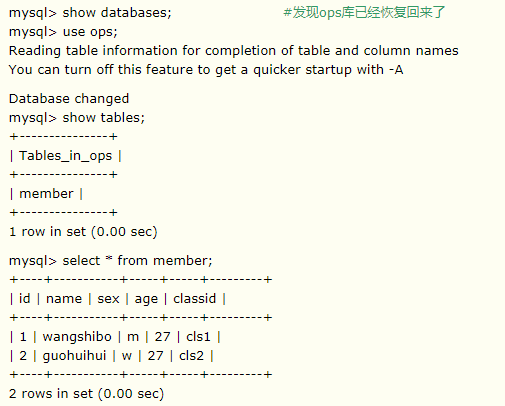 mysql> show databases; #发现ops库已经恢复回来了
mysql> use ops;
Reading table information for completion of table and column names
You can turn off this feature to get a quicker startup with -A
Database changed
mysql> show tables;
+---------------+
| Tables_in_ops |
+---------------+
| member |
+---------------+
1 row in set (0.00 sec)
mysql> select * from member;
+----+-----------+-----+-----+---------+
| id | name | sex | age | classid |
+----+-----------+-----+-----+---------+
| 1 | wangshibo | m | 27 | cls1 |
| 2 | guohuihui | w | 27 | cls2 |
+----+-----------+-----+-----+---------+
2 rows in set (0.00 sec)